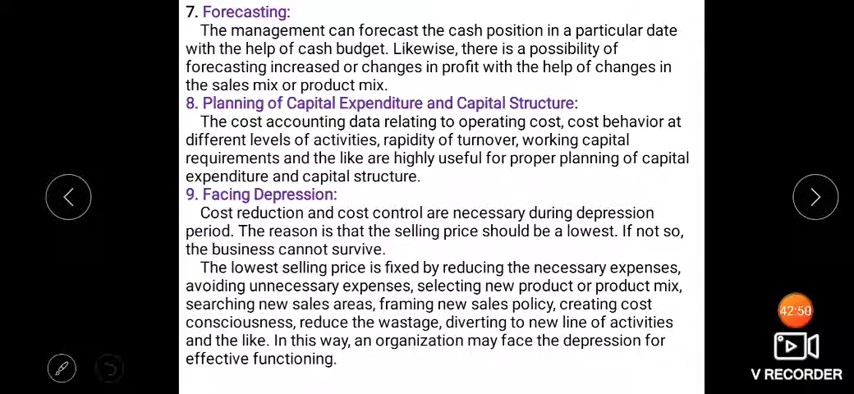 7. Forecasting:
The management can forecast the cash position in a particular date
with the help of cash budget. Likewise, there is a possibility of
forecasting increased or changes in profit with the help of changes in
the sales mix or product mix.
8. Planning of Capital Expenditure and Capital Structure:
The cost accounting data relating to operating cost, cost behavior at
different levels of activities, rapidity of turnover, working capital
requirements and the like are highly useful for proper planning of capital
expenditure and capital structure.
9. Facing Depression:
Cost reduction and cost control are necessary during depression
period. The reason is that the selling price should be a lowest. If not so,
the business cannot survive.
The lowest selling price is fixed by reducing the necessary expenses,
avoiding unnecessary expenses, selecting new product or product mix,
searching new sales areas, framing new sales policy, creating cost
consciousness, reduce the wastage, diverting to new line of activities
and the like. In this way, an organization may face the depression for
effective functioning.
42:50
V RECORDER